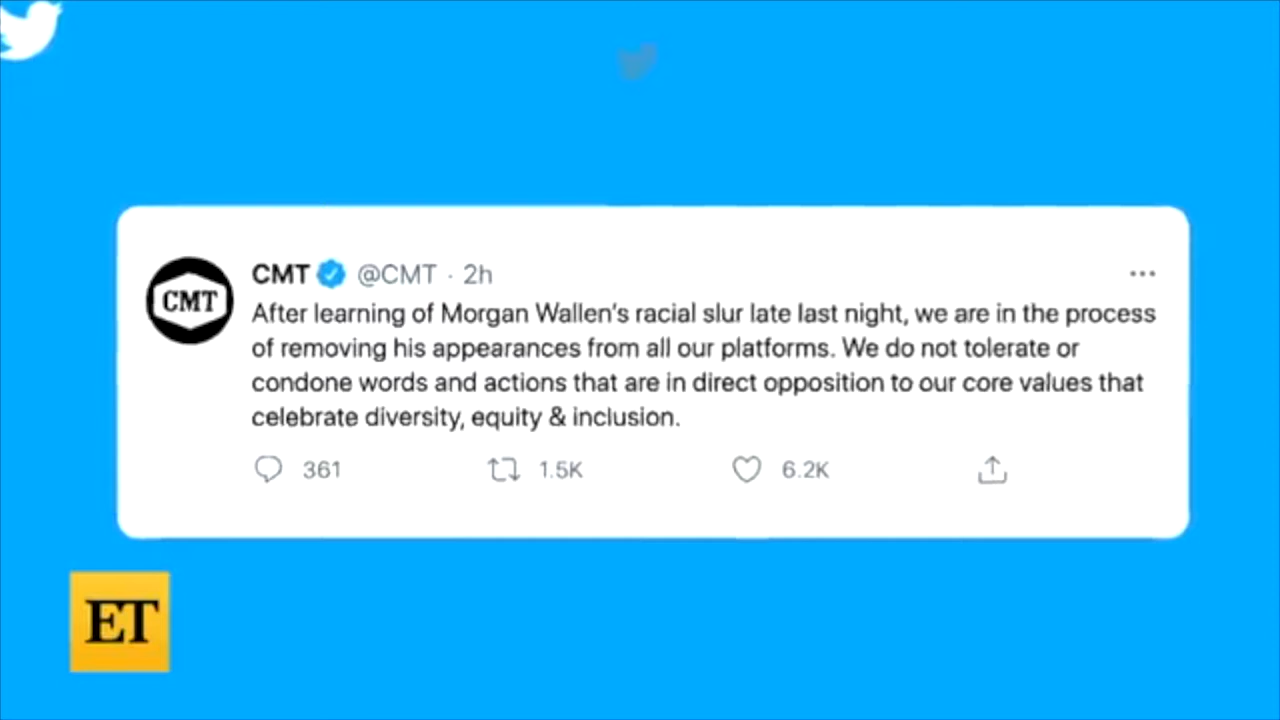 CMT @CMT · 2h
CMT
After learning of Morgan Wallen's racial slur late last night, we are in the process
of removing his appearances from all our platforms. We do not tolerate or
condone words and actions that are in direct opposition to our core values that
celebrate diversity, equity & inclusion.
361 1.5K 6.2K
ET